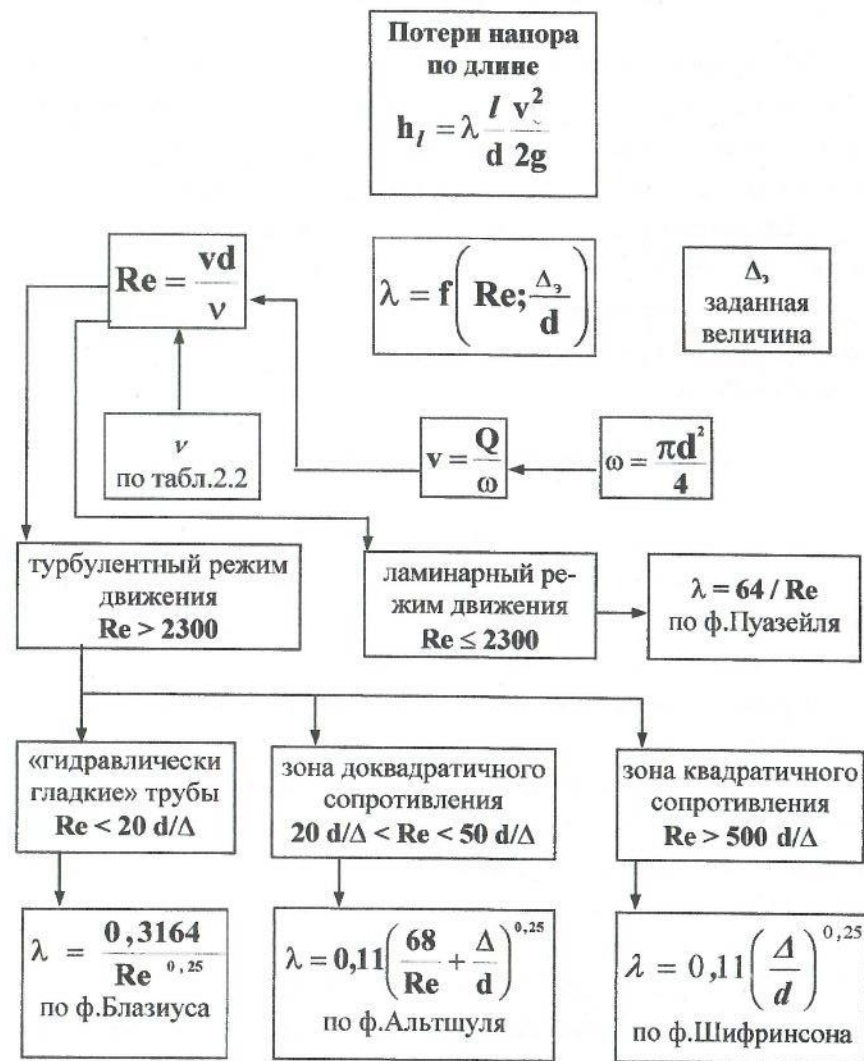 Потери напора
по длине
h_l = λ l/d v²/2g
Re = vd/ν
λ = f(Re; Δ_э/d)
Δ_э
заданная
величина
ν
по табл.2.2
v = Q/ω
ω = πd²/4
турбулентный режим
движения
Re > 2300
ламинарный ре-
жим движения
Re ≤ 2300
λ = 64 / Re
по ф.Пуазейля
«гидравлически
гладкие» трубы
Re < 20 d/Δ
зона доквадратичного
сопротивления
20 d/Δ < Re < 50 d/Δ
зона квадратичного
сопротивления
Re > 500 d/Δ
λ = 0,3164/Re^0,25
по ф.Блазиуса
λ = 0,11(68/Re + Δ/d)^0,25
по ф.Альтшуля
λ = 0,11(Δ/d)^0,25
по ф.Шифринсона